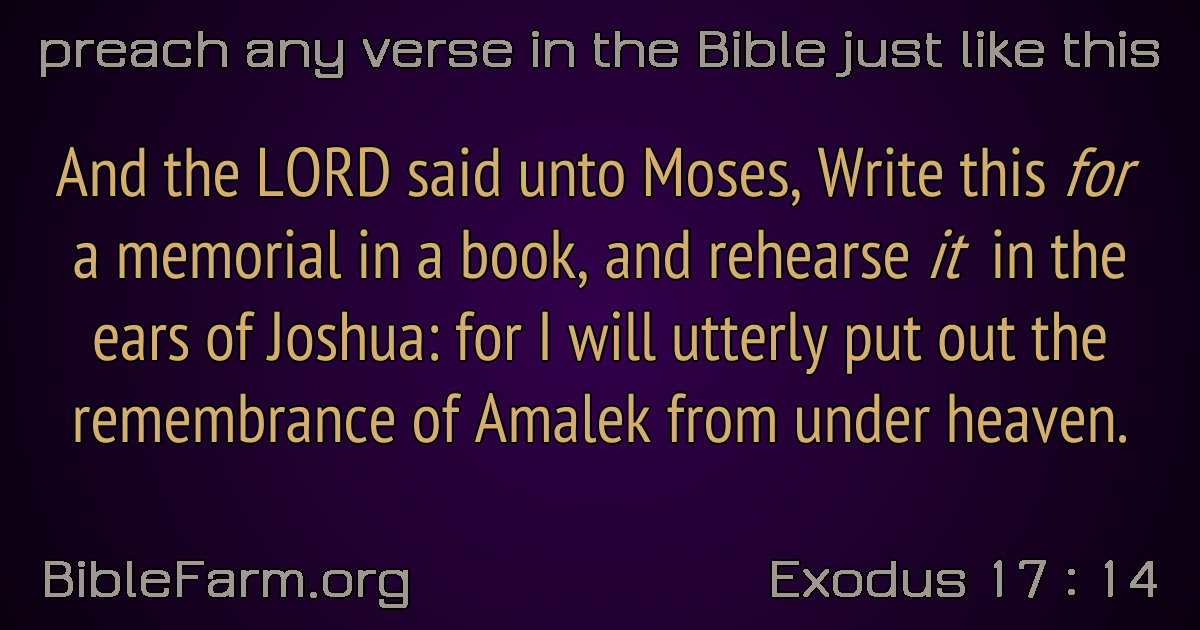 preach any verse in the Bible just like this
And the LORD said unto Moses, Write this for
a memorial in a book, and rehearse it in the
ears of Joshua: for I will utterly put out the
remembrance of Amalek from under heaven.
BibleFarm.org
Exodus 17 : 14